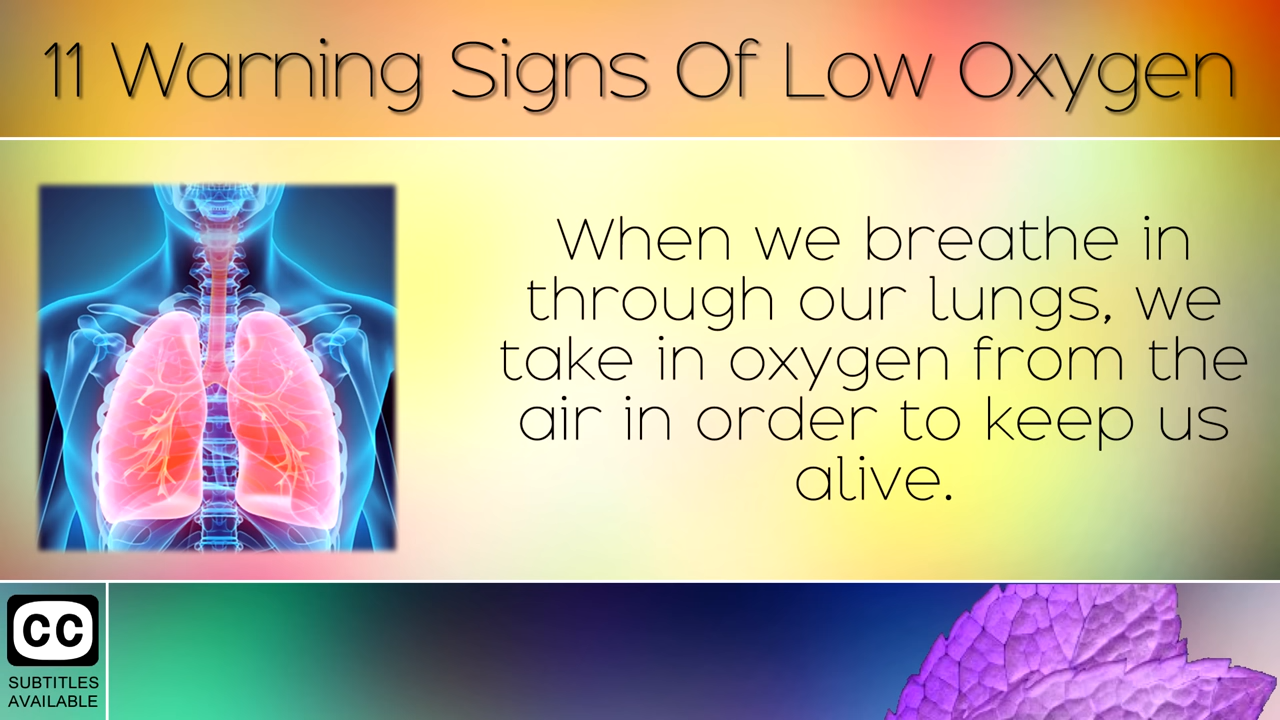 11 Warning Signs Of Low Oxygen
When we breathe in
through our lungs, we
take in oxygen from the
air in order to keep us
alive.
CC
SUBTITLES
AVAILABLE